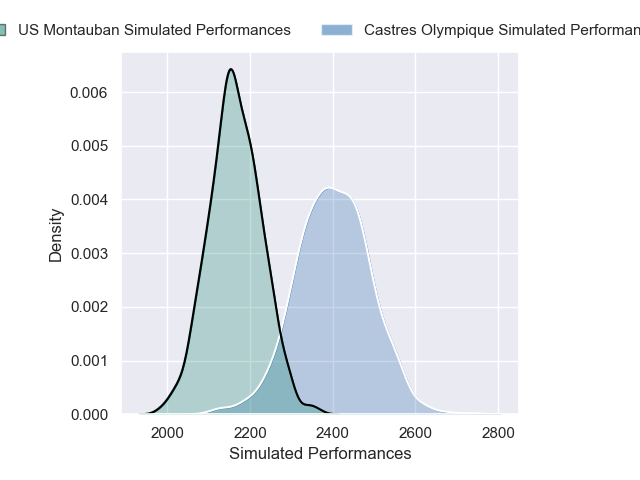 US Montauban Simulated Performances Castres Olympique Simulated
0.006
0.005
0.004
0.003
0.002
0.001
0.000
Density
2000 2200 2400 2600 2800
Simulated Performances